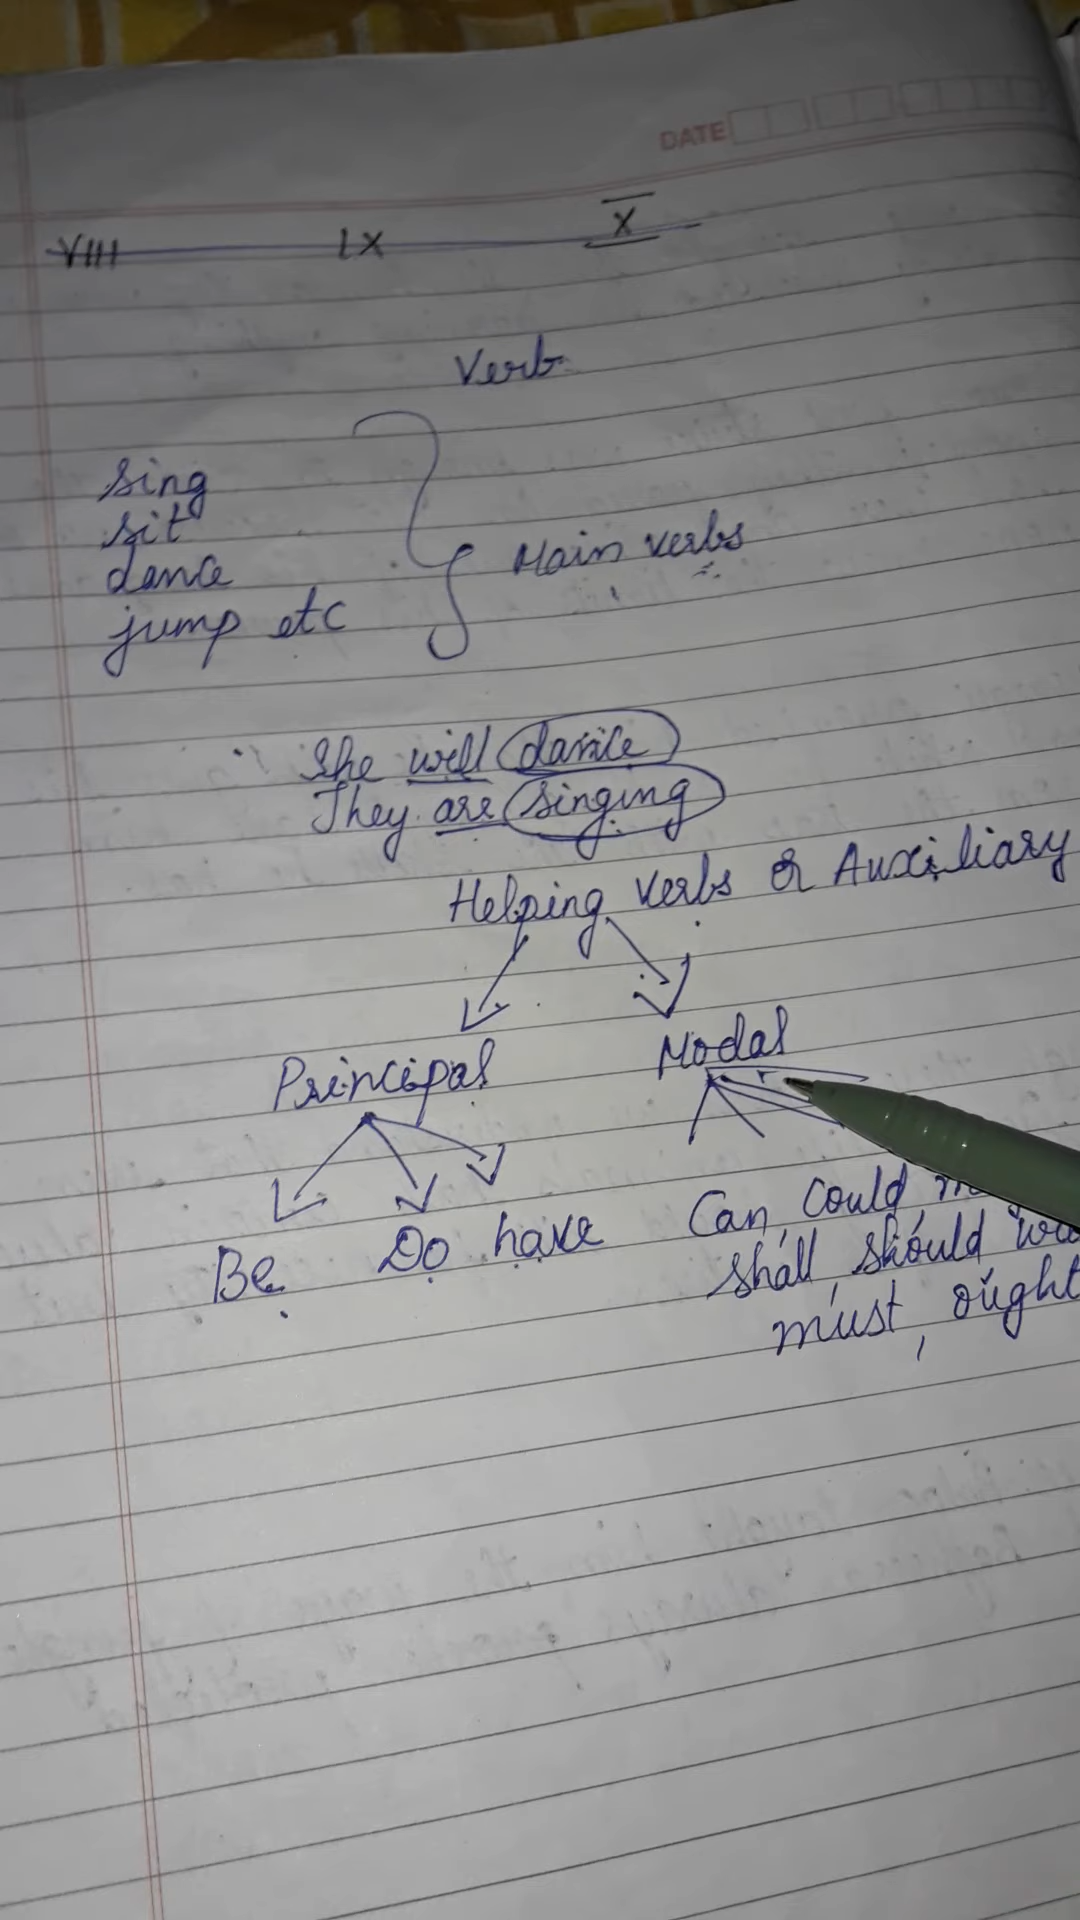 DATE
VIII IX X
Verb
sing
sit
dance
jump etc
Main verbs
She will dance
They are singing
Helping verbs or Auxiliary
Principal Modal
Be Do have
Can, Could,
shall, should
must, ought